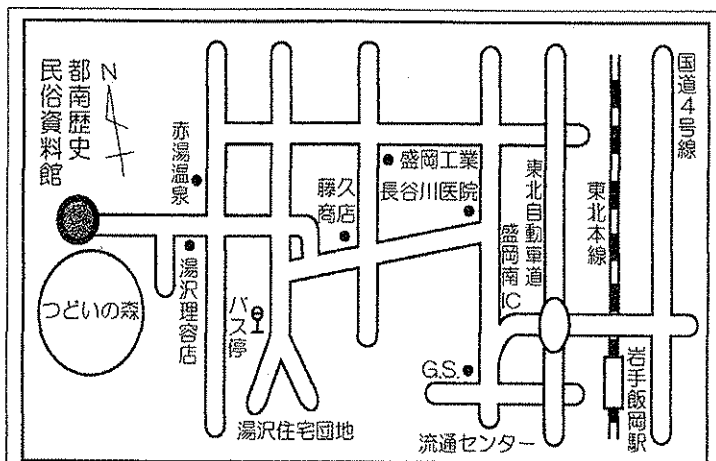 都南歴史
民俗資料館
N
赤湯温泉
藤久
商店
盛岡工業
長谷川医院
東北自動車道
盛岡南
IC
東北本線
国道4号線
つどいの森
湯沢理容店
バス停
G.S.
湯沢住宅団地
流通センター
岩手飯岡駅